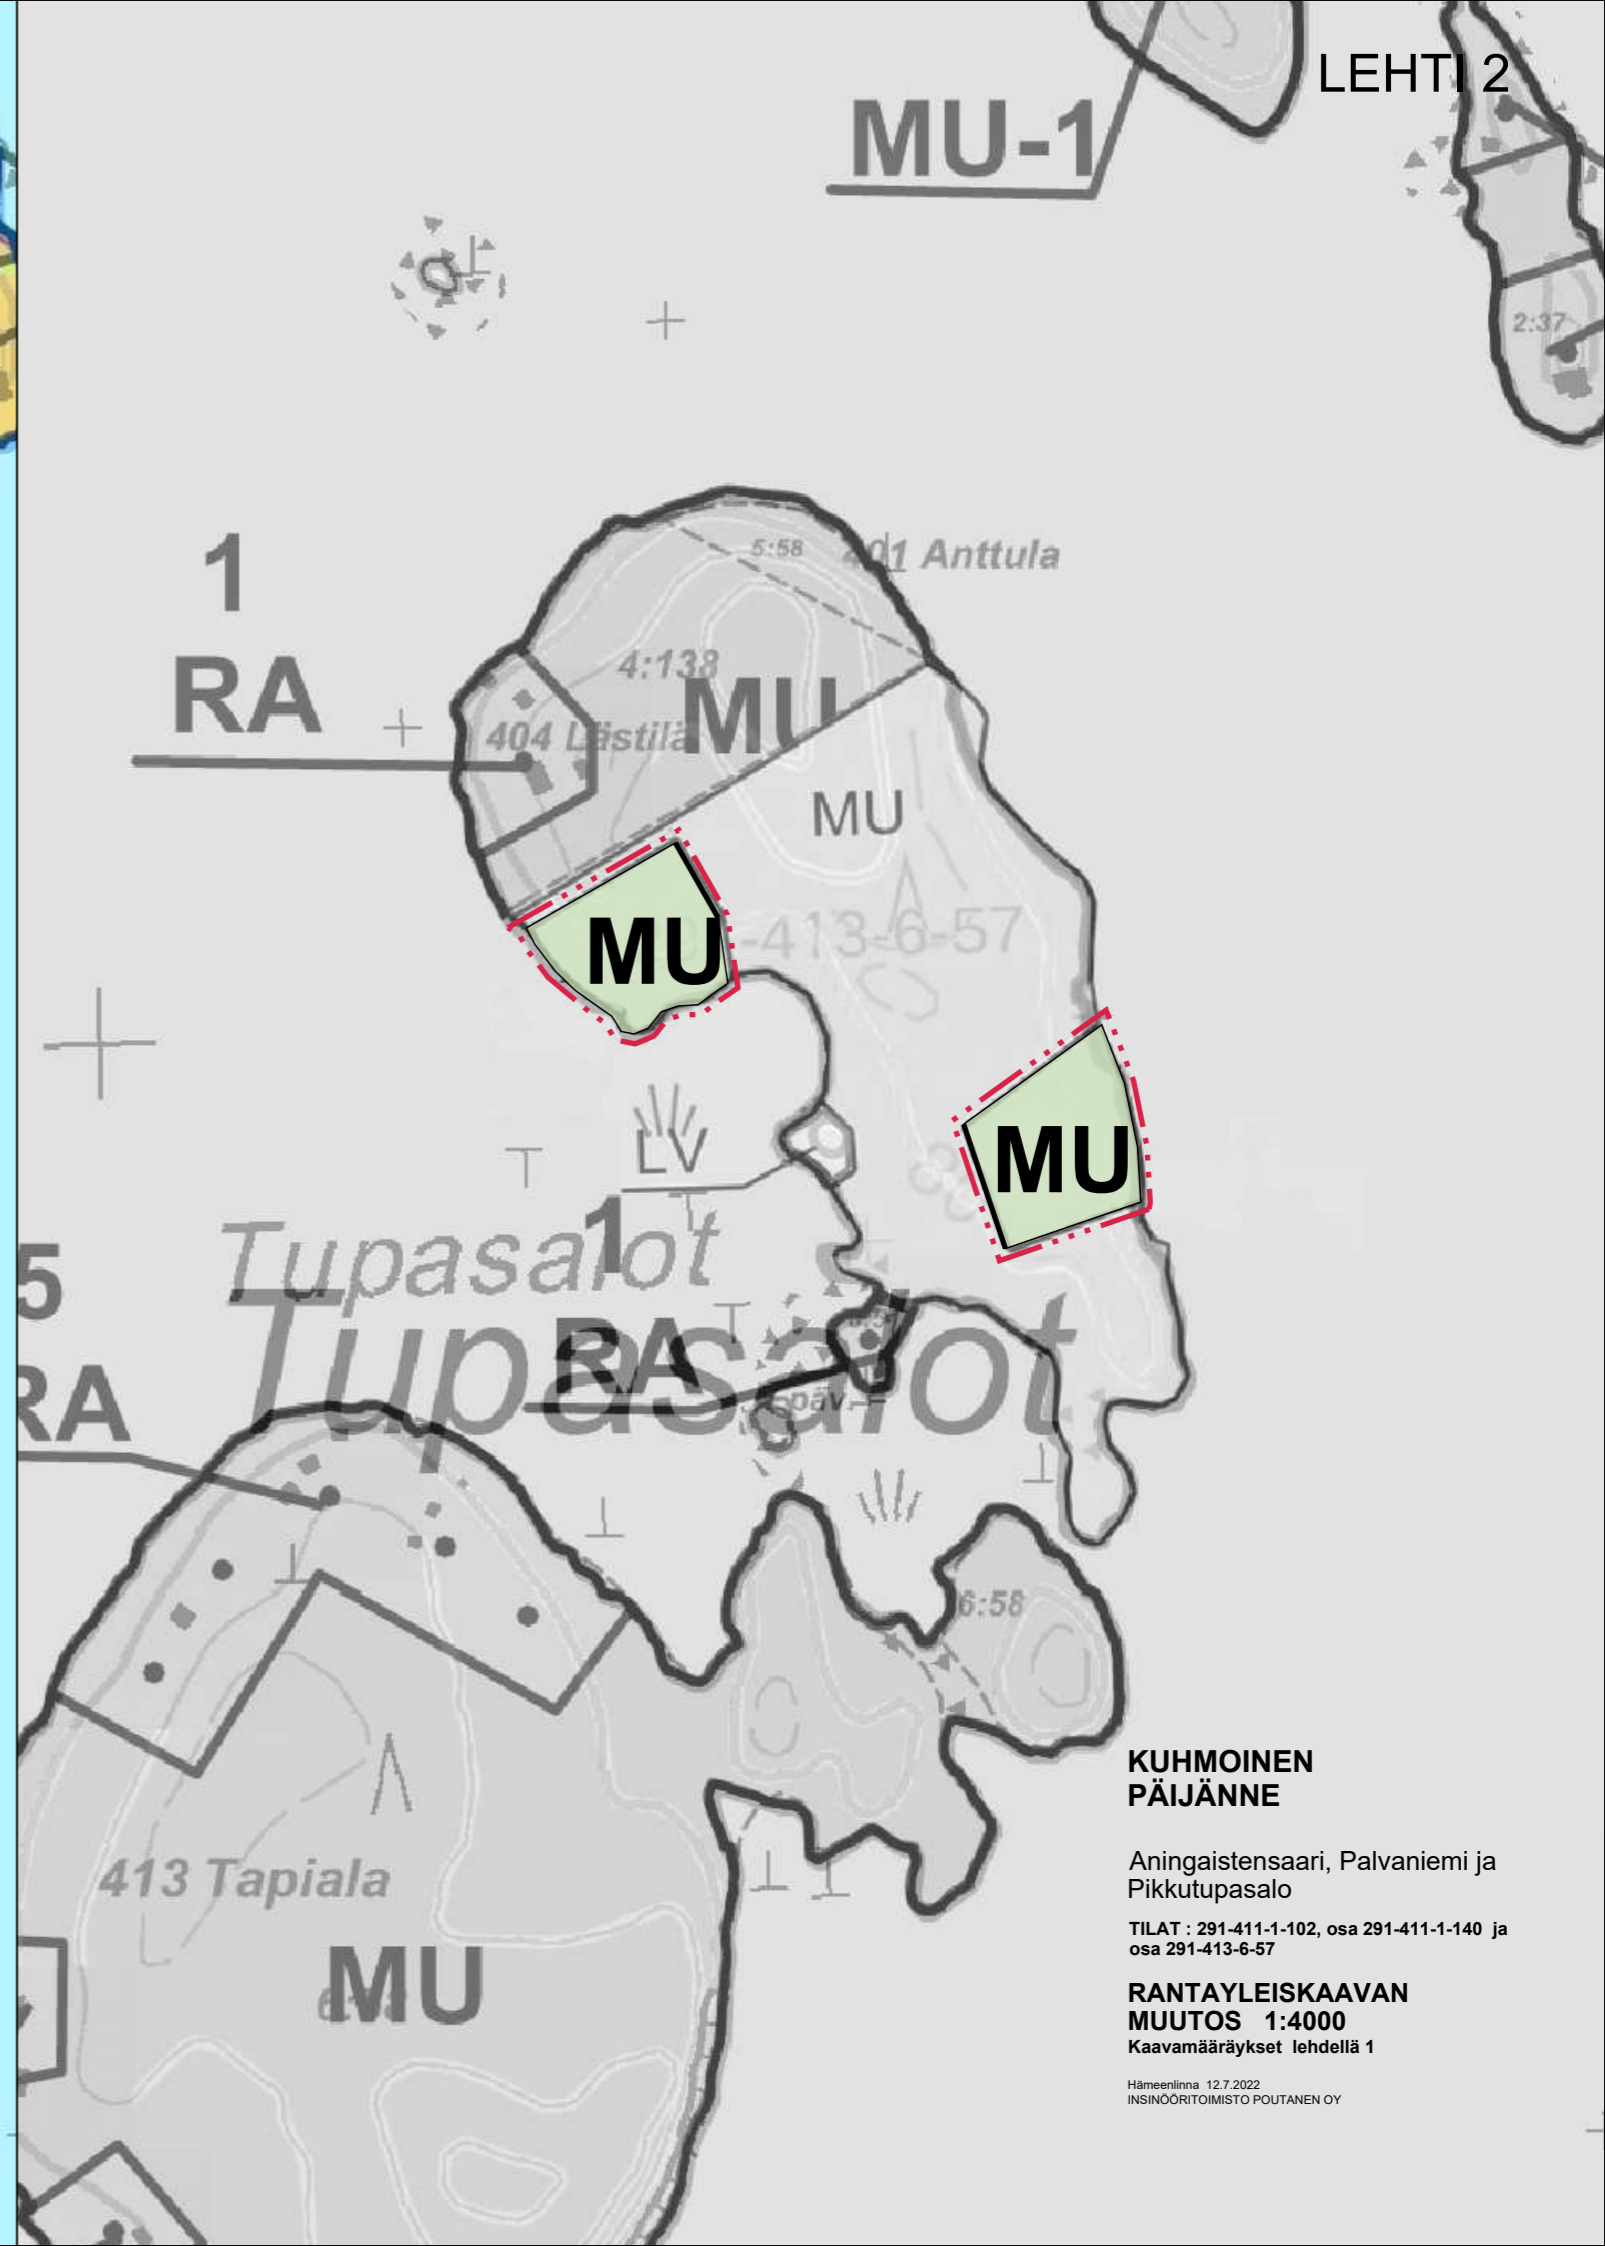 LEHTI 2
MU-1
2:37
1
5:58
401 Anttula
RA
4:138
MU
404 Lästilä
MU
MU
-413-6-57
LV
MU
1
Tupasalot
5
Tupasalot
RA
RA
päv.
6:58
KUHMOINEN
PÄIJÄNNE
Aningaistensaari, Palvaniemi ja
Pikkutupasalo
413 Tapiala
TILAT : 291-411-1-102, osa 291-411-1-140 ja
osa 291-413-6-57
MU
RANTAYLEISKAAVAN
MUUTOS 1:4000
Kaavamääräykset lehdellä 1
Hämeenlinna 12.7.2022
INSINÖÖRITOIMISTO POUTANEN OY